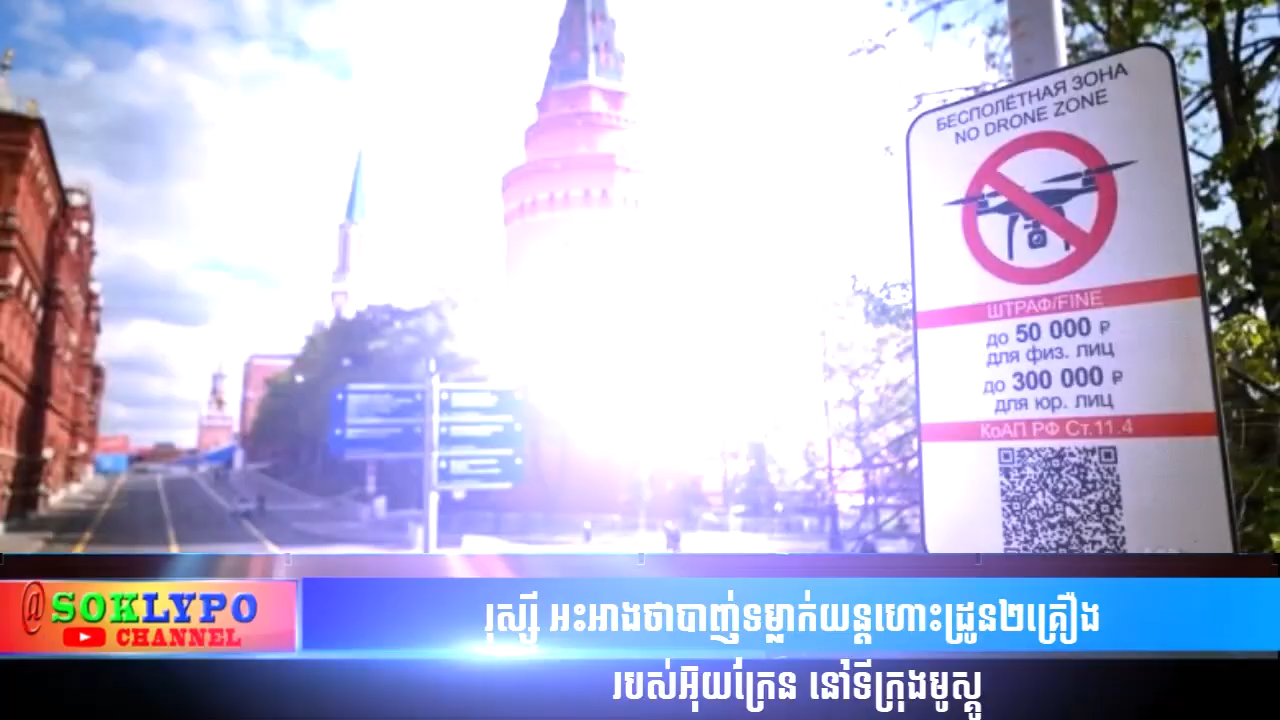 БЕСПОЛЁТНАЯ ЗОНА
NO DRONE ZONE
ШТРАФ/FINE
до 50 000 ₽
для физ. лиц
до 300 000 ₽
для юр. лиц
КоАП РФ Ст.11.4
@SOKLYPO
CHANNEL
រុស្ស៊ី អះអាងថាបាញ់ទម្លាក់យន្តហោះដ្រូន២គ្រឿង
របស់អ៊ុយក្រែន នៅទីក្រុងមូស្គូ